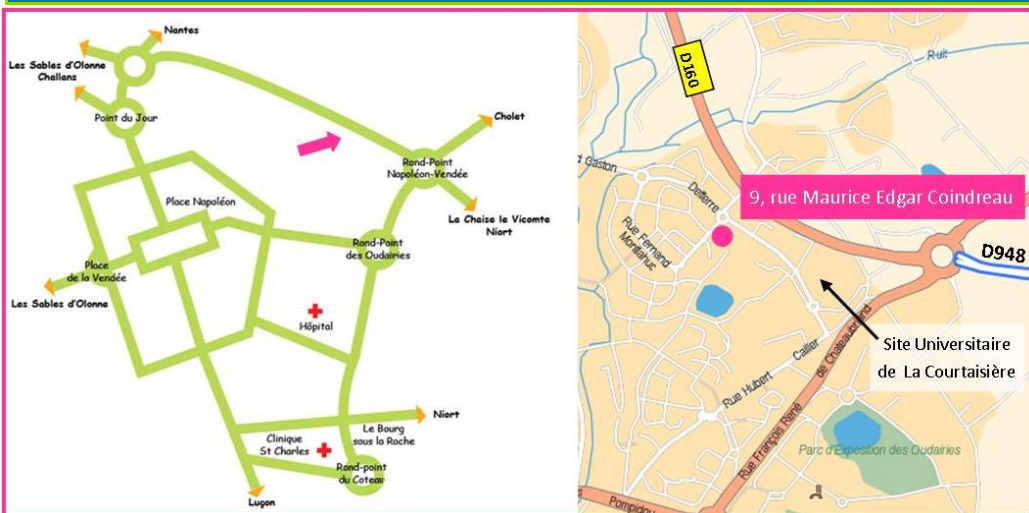 Nantes
Les Sables d'Olonne
Challans
Point du Jour
Cholet
Rond-Point
Napoléon-Vendée
La Chaise le Vicomte
Niort
Place Napoléon
Rond-Point
des Oudairies
Place
de la Vendée
Les Sables d'Olonne
Hôpital
Niort
Le Bourg
sous la Roche
Clinique
St Charles
Rond-point
du Coteau
Luçon
D160
Ruit
d Gaston
Defferre
9, rue Maurice Edgar Coindreau
Rue Fernand
D948
Site Universitaire
de La Courtaisière
Rue Hubert Cailler
Rue François René de Chateaubriand
Parc d'Exposition des Oudairies
Pompidou